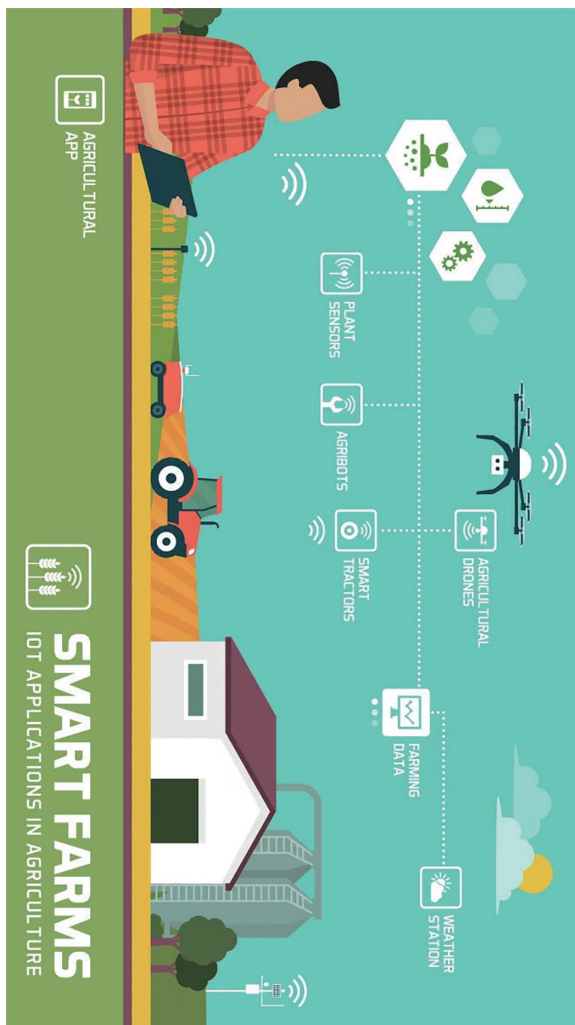 PLANT
SENSORS
AGRIBOTS
SMART
TRACTORS
AGRICULTURAL
DRONES
FARMING
DATA
WEATHER
STATION
AGRICULTURAL
APP
SMART FARMS
IOT APPLICATIONS IN AGRICULTURE